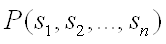 P(s₁, s₂, ..., sₙ)